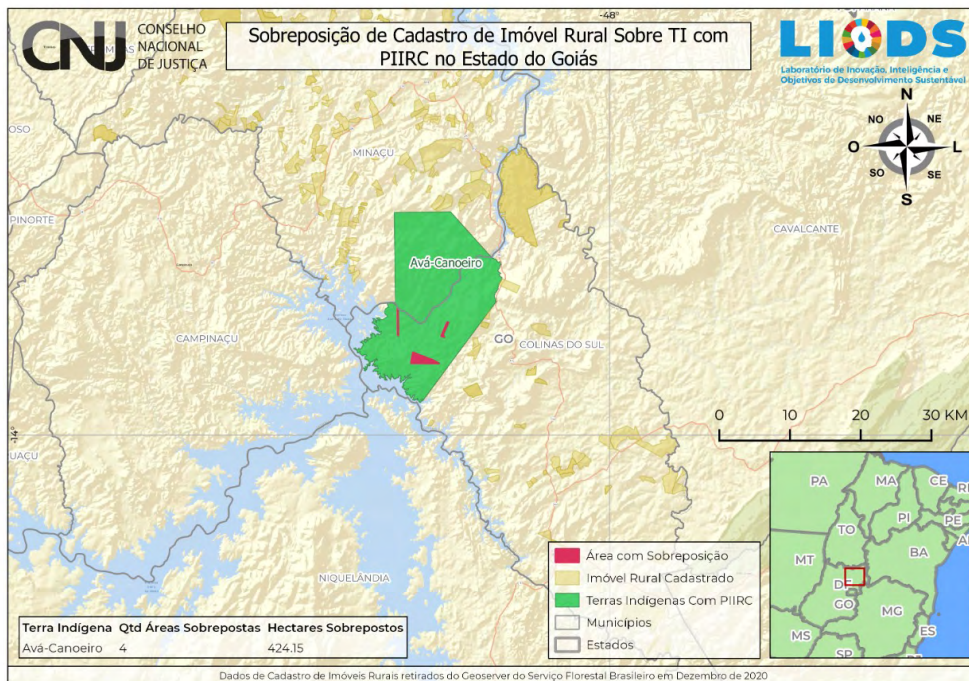 CNJ
CONSELHO
NACIONAL
DE JUSTIÇA
Sobreposição de Cadastro de Imóvel Rural Sobre TI com
PIIRC no Estado do Goiás
-48°
LIODS
Laboratório de Inovação, Inteligência e
Objetivos de Desenvolvimento Sustentável
N
NO
NE
O
L
SO
SE
S
OSO
MINAÇU
PINORTE
CAVALCANTE
Avá-Canoeiro
CAMPINAÇU
GO
COLINAS DO SUL
-14°
UAÇU
NIQUELÂNDIA
0 10 20 30 KM
PA
MA
CE
PI
PE
TO
BA
MT
DF
GO
MG
MS
ES
SP
Área com Sobreposição
Imóvel Rural Cadastrado
Terras Indígenas Com PIIRC
Municípios
Estados
Terra Indígena Qtd Áreas Sobrepostas Hectares Sobrepostos
Avá-Canoeiro 4 424.15
Dados de Cadastro de Imóveis Rurais retirados do Geoserver do Serviço Florestal Brasileiro em Dezembro de 2020